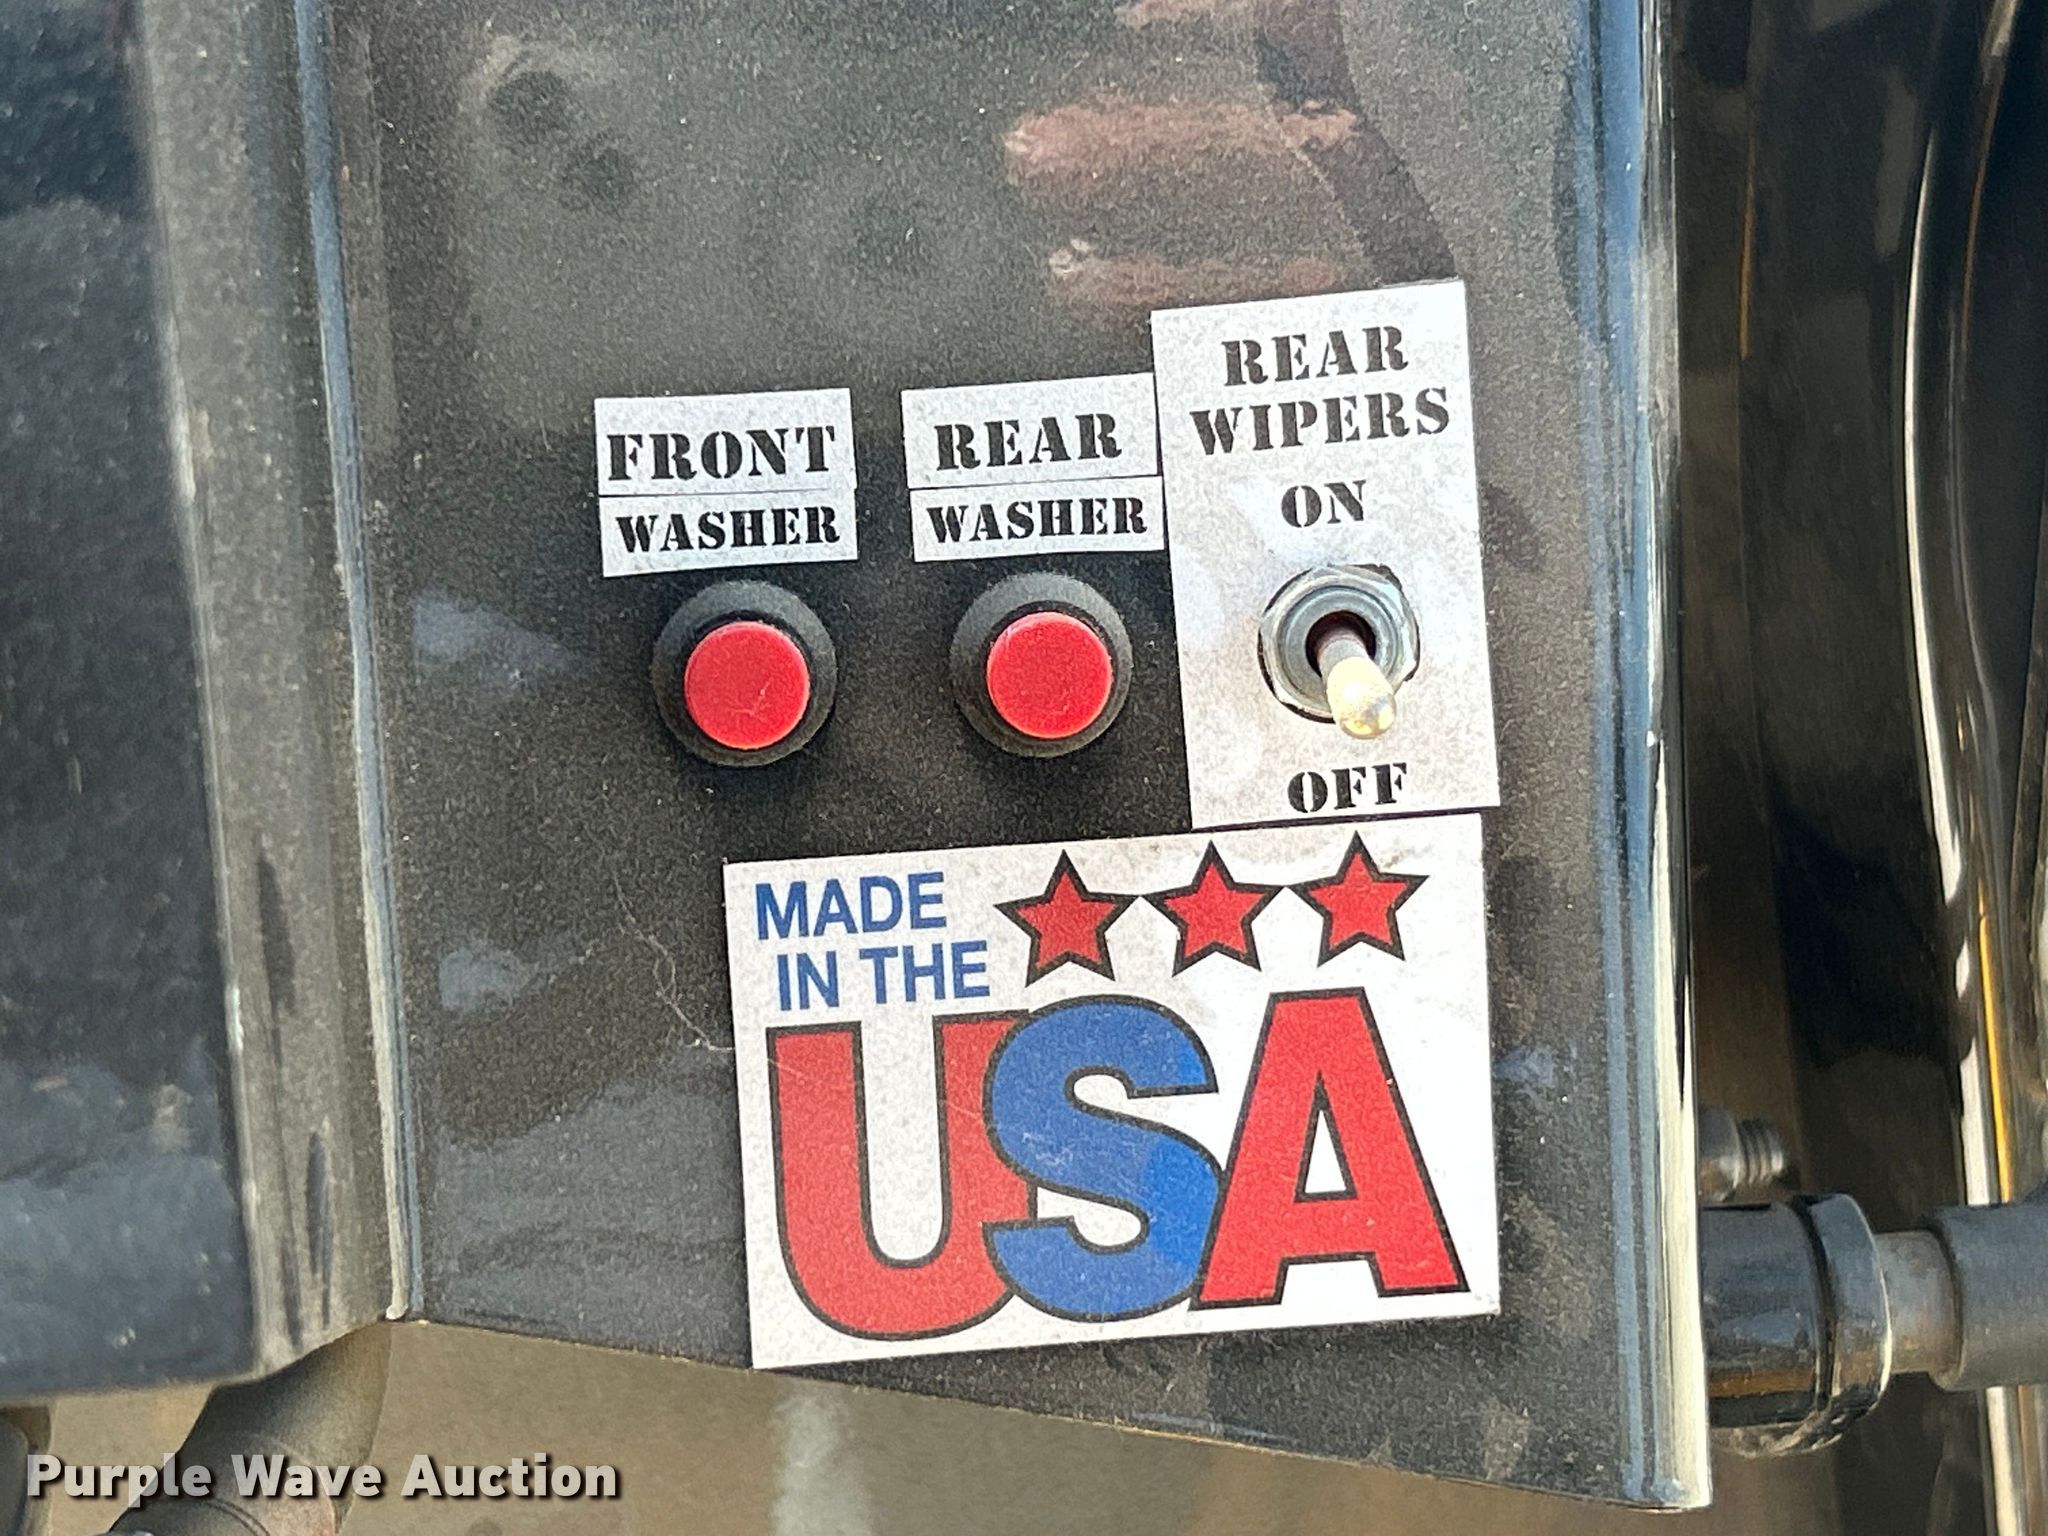 FRONT
WASHER
REAR
WASHER
REAR
WIPERS
ON
OFF
MADE
IN THE
USA
Purple Wave Auction